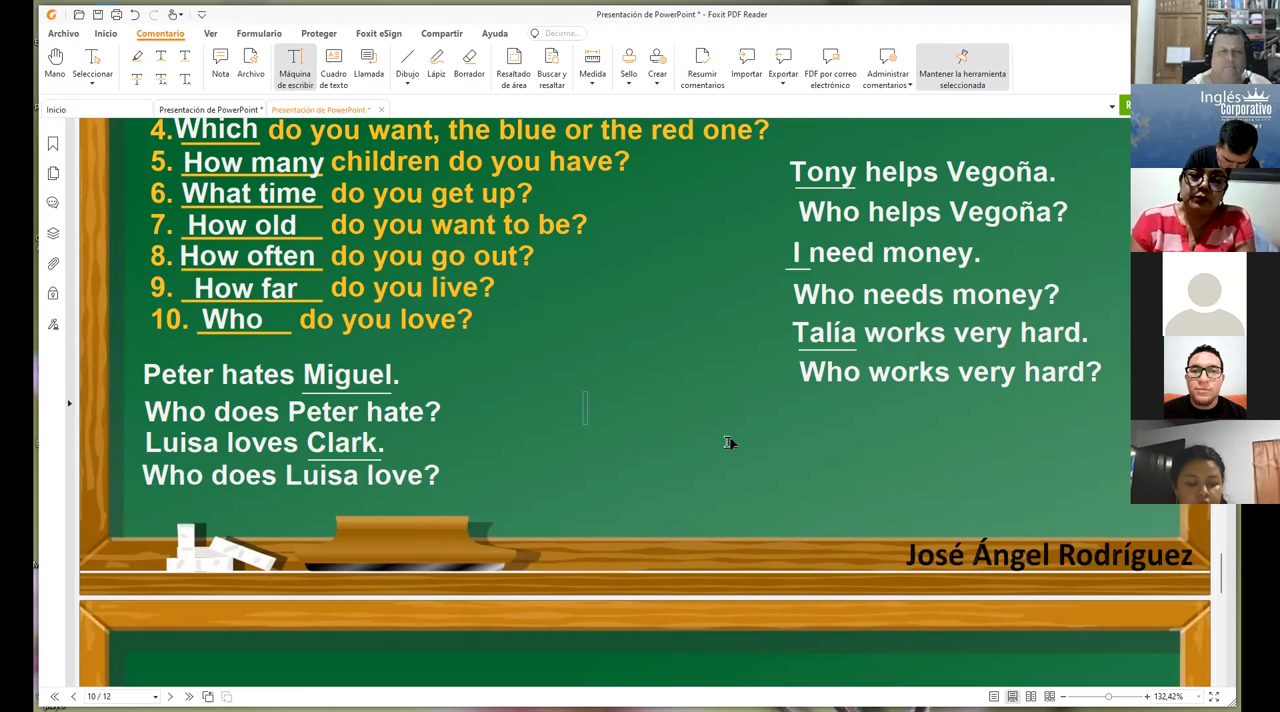 Presentación de PowerPoint * - Foxit PDF Reader
Archivo Inicio Comentario Ver Formulario Proteger Foxit eSign Compartir Ayuda Decirme...
Mano Seleccionar Nota Archivo Máquina de escribir Cuadro de texto Llamada Dibujo Lápiz Borrador Resaltado de área Buscar y resaltar Medida Sello Crear Resumir comentarios Importar Exportar FDF por correo electrónico Administrar comentarios Mantener la herramienta seleccionada
Inicio Presentación de PowerPoint * Presentación de PowerPoint *
4.Which do you want, the blue or the red one?
5. How many children do you have?
6. What time do you get up?
7. How old do you want to be?
8. How often do you go out?
9. How far do you live?
10. Who do you love?
Peter hates Miguel.
Who does Peter hate?
Luisa loves Clark.
Who does Luisa love?
Tony helps Vegoña.
Who helps Vegoña?
I need money.
Who needs money?
Talía works very hard.
Who works very hard?
José Ángel Rodríguez
Inglés
Corporativo
10 / 12
132,42%